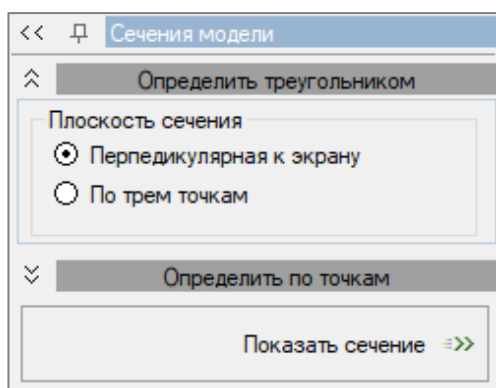 Сечения модели
Определить треугольником
Плоскость сечения
Перпедикулярная к экрану
По трем точкам
Определить по точкам
Показать сечение